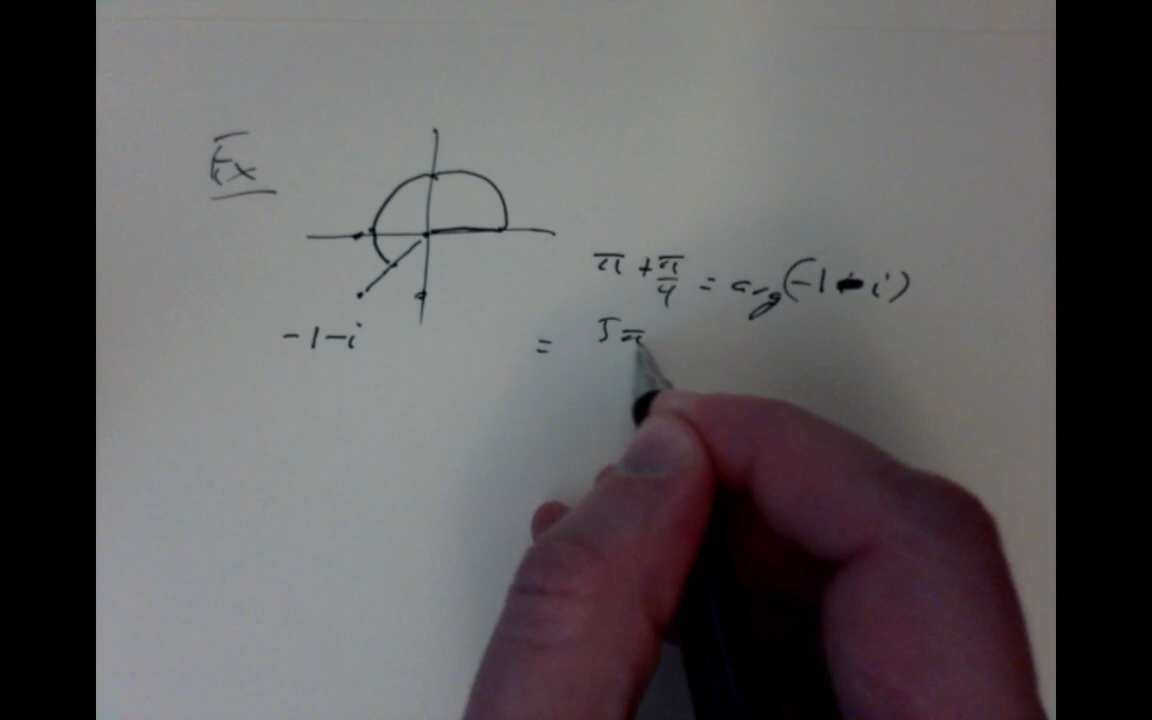 Ex
π + π/4 = arg(-1-i)
-1-i
= 5π